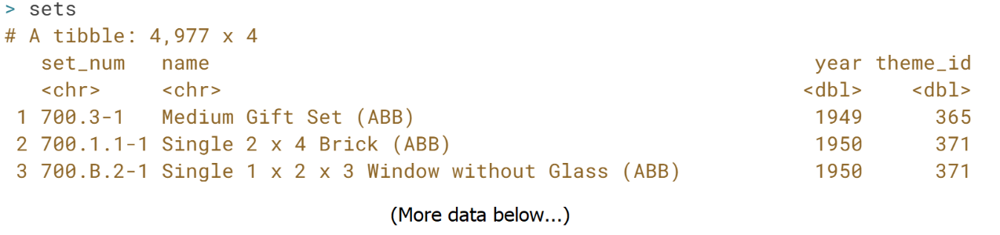 > sets
# A tibble: 4,977 x 4
set_num name year theme_id
<chr> <chr> <dbl> <dbl>
1 700.3-1 Medium Gift Set (ABB) 1949 365
2 700.1.1-1 Single 2 x 4 Brick (ABB) 1950 371
3 700.B.2-1 Single 1 x 2 x 3 Window without Glass (ABB) 1950 371
(More data below...)